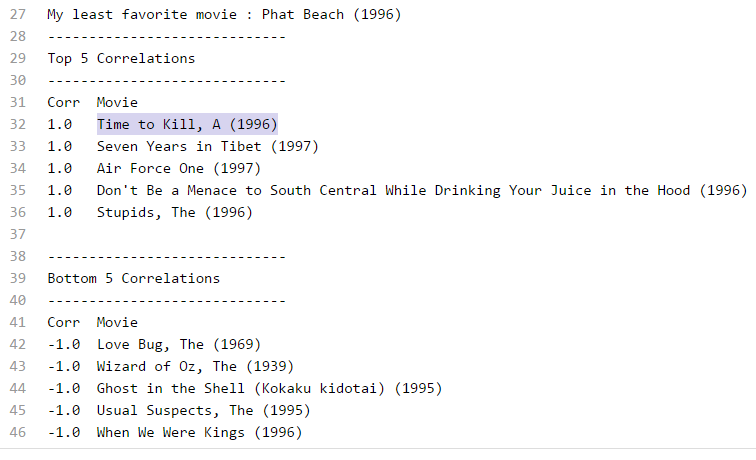 27 My least favorite movie : Phat Beach (1996)
28 -----------------------------
29 Top 5 Correlations
30 -----------------------------
31 Corr Movie
32 1.0 Time to Kill, A (1996)
33 1.0 Seven Years in Tibet (1997)
34 1.0 Air Force One (1997)
35 1.0 Don't Be a Menace to South Central While Drinking Your Juice in the Hood (1996)
36 1.0 Stupids, The (1996)
37
38 -----------------------------
39 Bottom 5 Correlations
40 -----------------------------
41 Corr Movie
42 -1.0 Love Bug, The (1969)
43 -1.0 Wizard of Oz, The (1939)
44 -1.0 Ghost in the Shell (Kokaku kidotai) (1995)
45 -1.0 Usual Suspects, The (1995)
46 -1.0 When We Were Kings (1996)